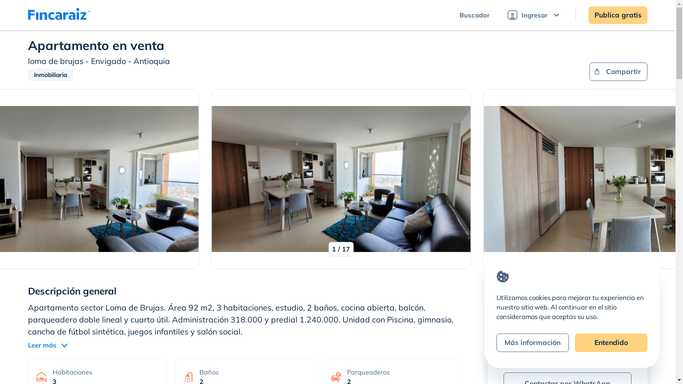 Fincaraiz
Buscador
Ingresar
Publica gratis
Apartamento en venta
loma de brujas - Envigado - Antioquia
Inmobiliaria
Compartir
1 / 17
Descripción general
Apartamento sector Loma de Brujas. Área 92 m2, 3 habitaciones, estudio, 2 baños, cocina abierta, balcón,
parqueadero doble lineal y cuarto útil. Administración 318.000 y predial 1.240.000. Unidad con Piscina, gimnasio,
cancha de fútbol sintética, juegos infantiles y salón social.
Leer más
Habitaciones
3
Baños
2
Parqueaderos
2
Utilizamos cookies para mejorar tu experiencia en
nuestro sitio web. Al continuar en el sitio
consideramos que aceptas su uso.
Más información
Entendido
Contactar por WhatsApp